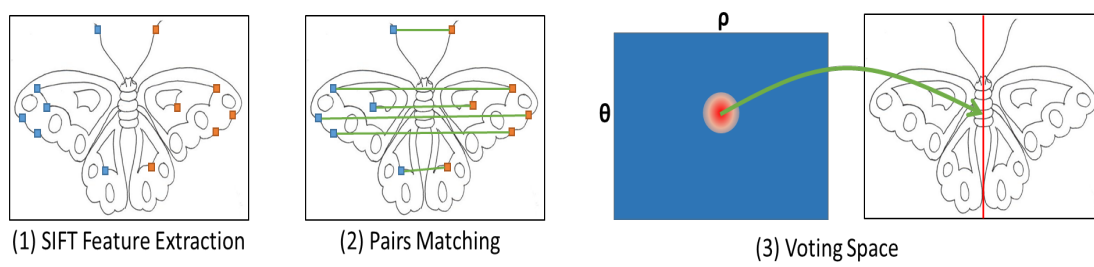 ρ
θ
(1) SIFT Feature Extraction
(2) Pairs Matching
(3) Voting Space